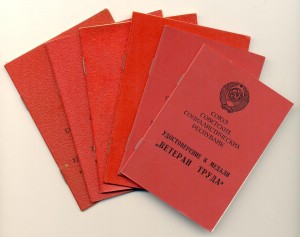 СОЮЗ
СОВЕТСКИХ
СОЦИАЛИСТИЧЕСКИХ
РЕСПУБЛИК
УДОСТОВЕРЕНИЕ К МЕДАЛИ
"ВЕТЕРАН ТРУДА"